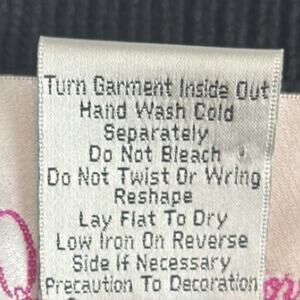 Turn Garment Inside Out
Hand Wash Cold
Separately
Do Not Bleach
Do Not Twist Or Wring
Reshape
Lay Flat To Dry
Low Iron On Reverse
Side If Necessary
Precaution To Decoration